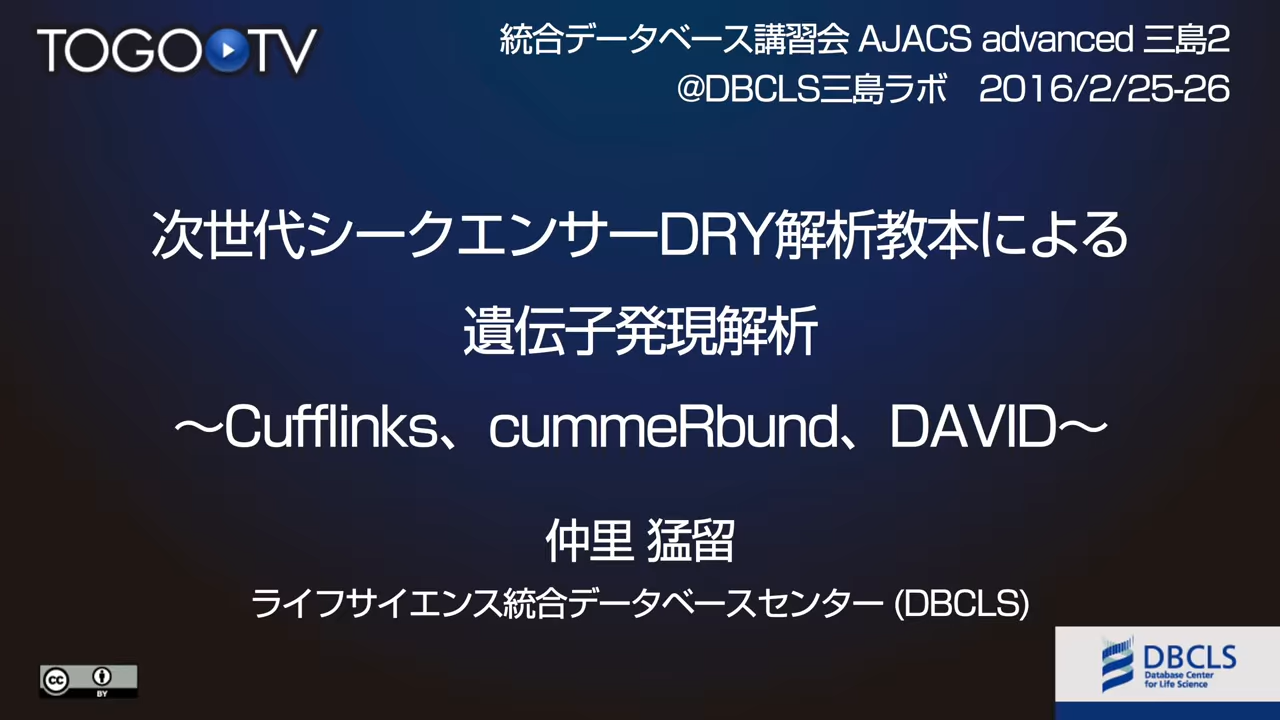 TOGO TV
統合データベース講習会 AJACS advanced 三島2
@DBCLS三島ラボ　2016/2/25-26
次世代シークエンサーDRY解析教本による
遺伝子発現解析
～Cufflinks、cummeRbund、DAVID～
仲里 猛留
ライフサイエンス統合データベースセンター (DBCLS)
cc
BY
DBCLS
Database Center
for Life Science